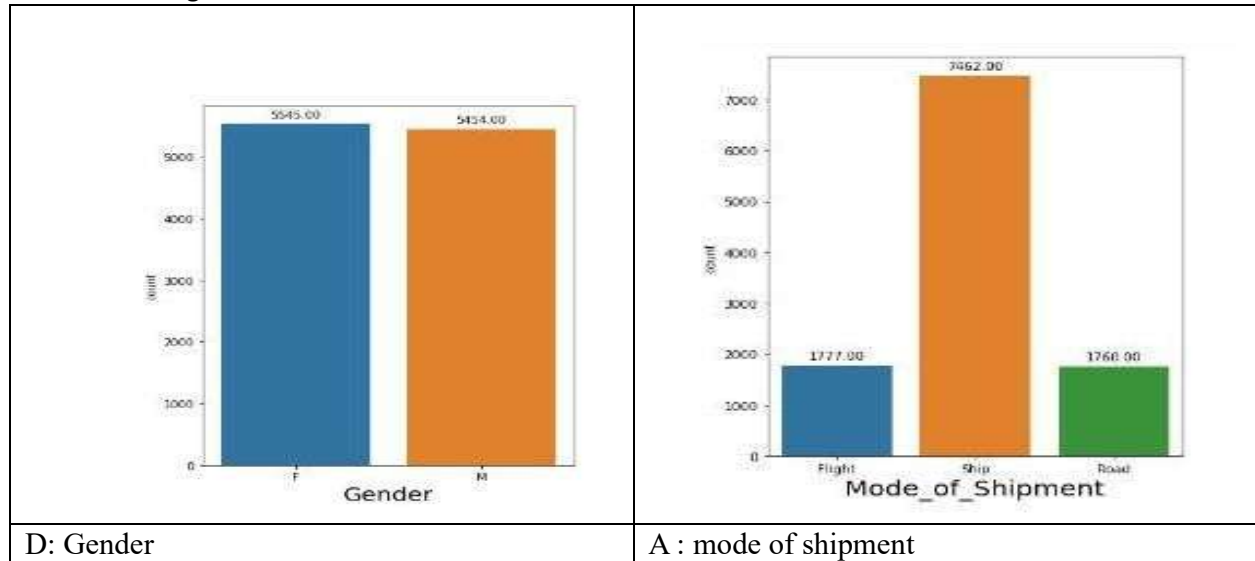 5545.00
5454.00
5000
4000
3000
2000
1000
0
count
F
M
Gender
7462.00
7000
6000
5000
4000
3000
2000
1000
0
count
1777.00
1760.00
Flight
Ship
Road
Mode_of_Shipment
D: Gender
A : mode of shipment